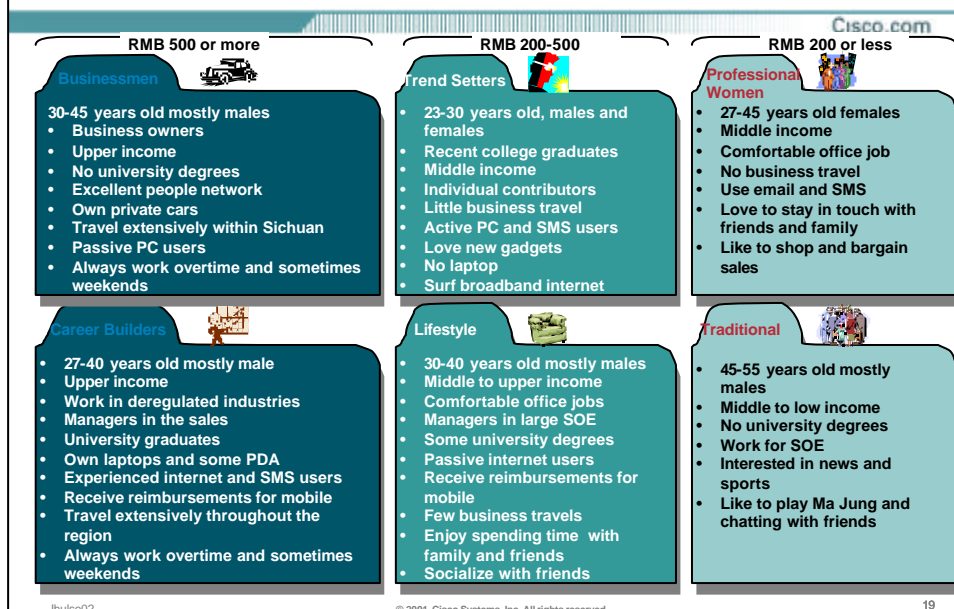 Cisco.com
RMB 500 or more
RMB 200-500
RMB 200 or less
Businessmen
30-45 years old mostly males
• Business owners
• Upper income
• No university degrees
• Excellent people network
• Own private cars
• Travel extensively within Sichuan
• Passive PC users
• Always work overtime and sometimes
weekends
Trend Setters
• 23-30 years old, males and
females
• Recent college graduates
• Middle income
• Individual contributors
• Little business travel
• Active PC and SMS users
• Love new gadgets
• No laptop
• Surf broadband internet
Professional
Women
• 27-45 years old females
• Middle income
• Comfortable office job
• No business travel
• Use email and SMS
• Love to stay in touch with
friends and family
• Like to shop and bargain
sales
Career Builders
• 27-40 years old mostly male
• Upper income
• Work in deregulated industries
• Managers in the sales
• University graduates
• Own laptops and some PDA
• Experienced internet and SMS users
• Receive reimbursements for mobile
• Travel extensively throughout the
region
• Always work overtime and sometimes
weekends
Lifestyle
• 30-40 years old mostly males
• Middle to upper income
• Comfortable office jobs
• Managers in large SOE
• Some university degrees
• Passive internet users
• Receive reimbursements for
mobile
• Few business travels
• Enjoy spending time with
family and friends
• Socialize with friends
Traditional
• 45-55 years old mostly
males
• Middle to low income
• No university degrees
• Work for SOE
• Interested in news and
sports
• Like to play Ma Jung and
chatting with friends
© 2001, Cisco Systems, Inc. All rights reserved.
19